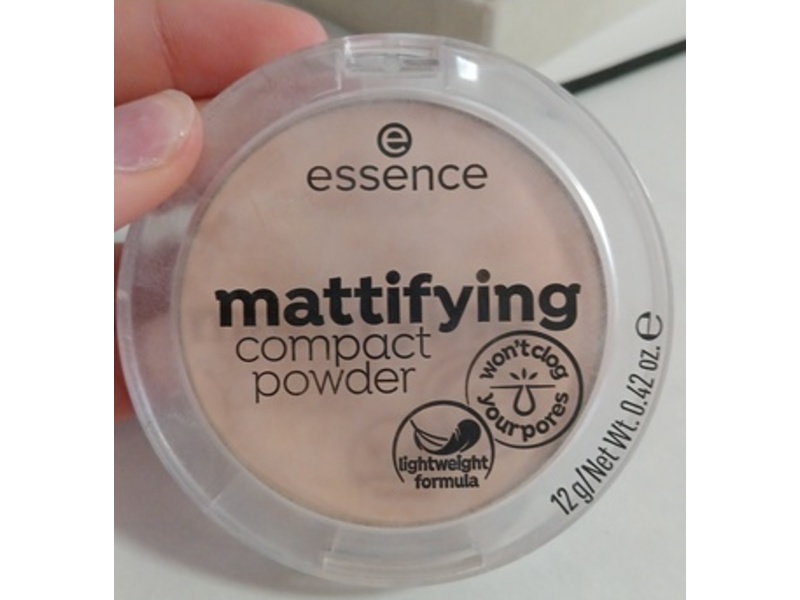 e
essence
mattifying
compact
powder
won't clog
your pores
lightweight
formula
12 g/Net Wt. 0.42 oz. ℮